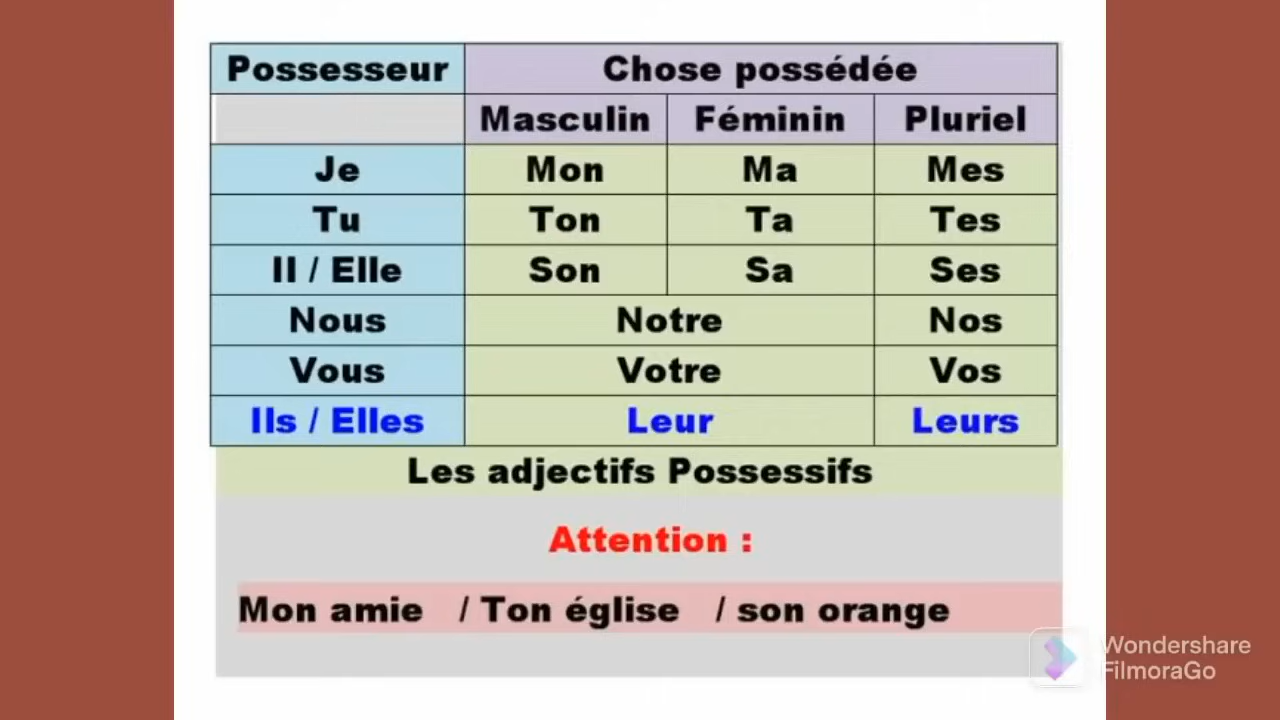 Possesseur Chose possédée
Masculin Féminin Pluriel
Je Mon Ma Mes
Tu Ton Ta Tes
Il / Elle Son Sa Ses
Nous Notre Nos
Vous Votre Vos
Ils / Elles Leur Leurs
Les adjectifs Possessifs
Attention :
Mon amie / Ton église / son orange
Wondershare
FilmoraGo